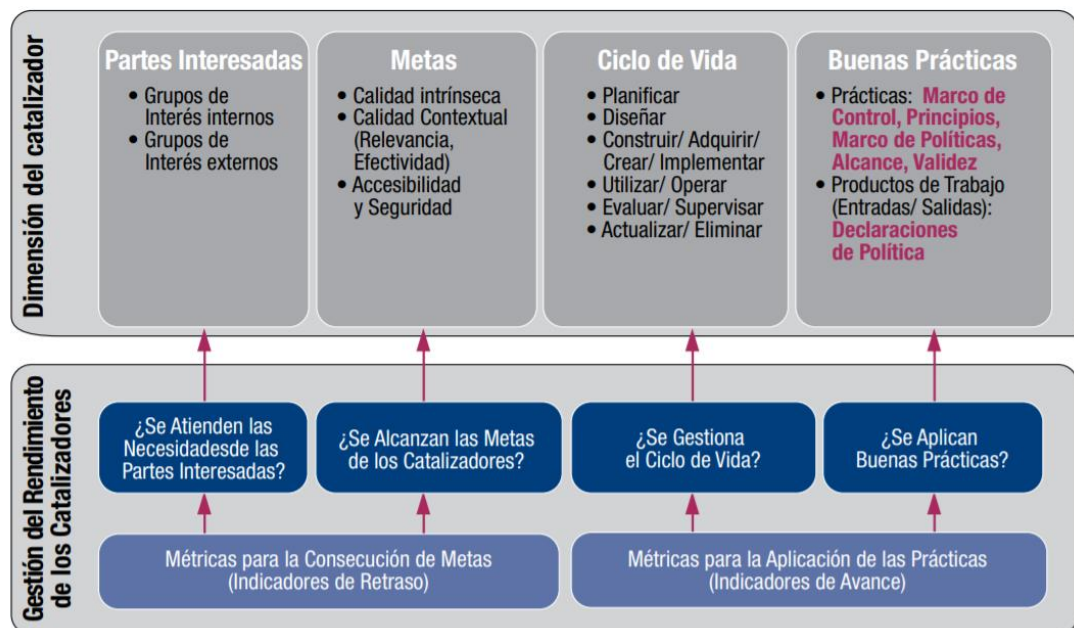 Dimensión del catalizador
Partes Interesadas
• Grupos de
Interés internos
• Grupos de
Interés externos
Metas
• Calidad intrínseca
• Calidad Contextual
(Relevancia,
Efectividad)
• Accesibilidad
y Seguridad
Ciclo de Vida
• Planificar
• Diseñar
• Construir/ Adquirir/
Crear/ Implementar
• Utilizar/ Operar
• Evaluar/ Supervisar
• Actualizar/ Eliminar
Buenas Prácticas
• Prácticas: Marco de
Control, Principios,
Marco de Políticas,
Alcance, Validez
• Productos de Trabajo
(Entradas/ Salidas):
Declaraciones
de Política
Gestión del Rendimiento
de los Catalizadores
¿Se Atienden las
Necesidadesde las
Partes Interesadas?
¿Se Alcanzan las Metas
de los Catalizadores?
¿Se Gestiona
el Ciclo de Vida?
¿Se Aplican
Buenas Prácticas?
Métricas para la Consecución de Metas
(Indicadores de Retraso)
Métricas para la Aplicación de las Prácticas
(Indicadores de Avance)